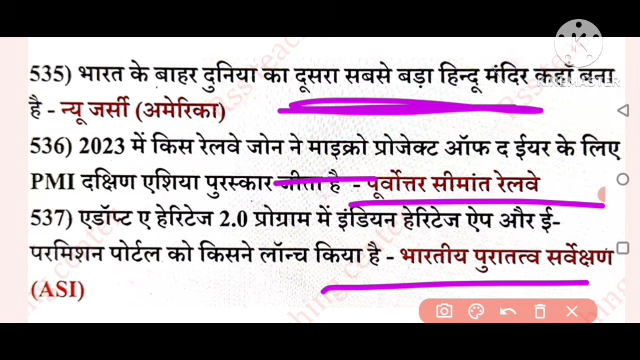 535) भारत के बाहर दुनिया का दूसरा सबसे बड़ा हिन्दू मंदिर कहाँ बना
है - न्यू जर्सी (अमेरिका)
536) 2023 में किस रेलवे जोन ने माइक्रो प्रोजेक्ट ऑफ द ईयर के लिए
PMI दक्षिण एशिया पुरस्कार जीता है - पूर्वोत्तर सीमांत रेलवे
537) एडॉप्ट ए हेरिटेज 2.0 प्रोग्राम में इंडियन हेरिटेज ऐप और ई-
परमिशन पोर्टल को किसने लॉन्च किया है - भारतीय पुरातत्व सर्वेक्षण
(ASI)